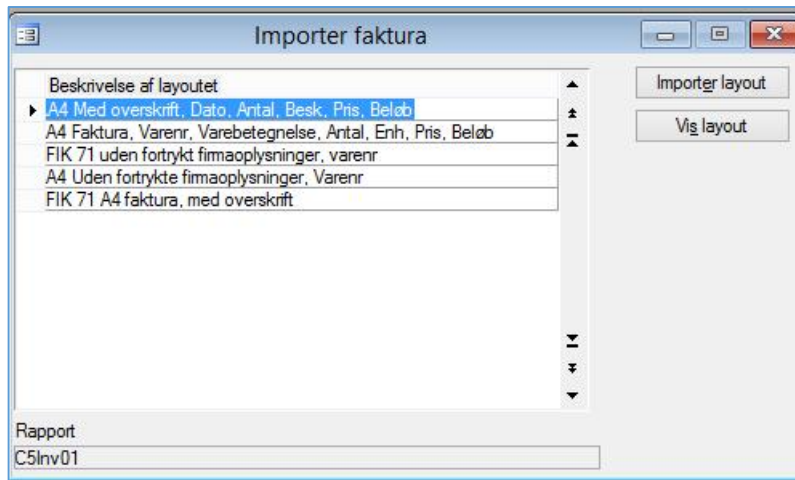 Importer faktura
Beskrivelse af layoutet
A4 Med overskrift, Dato, Antal, Besk, Pris, Beløb
A4 Faktura, Varenr, Varebetegnelse, Antal, Enh, Pris, Beløb
FIK 71 uden fortrykt firmaoplysninger, varenr
A4 Uden fortrykte firmaoplysninger, Varenr
FIK 71 A4 faktura, med overskrift
Importer layout
Vis layout
Rapport
C5Inv01